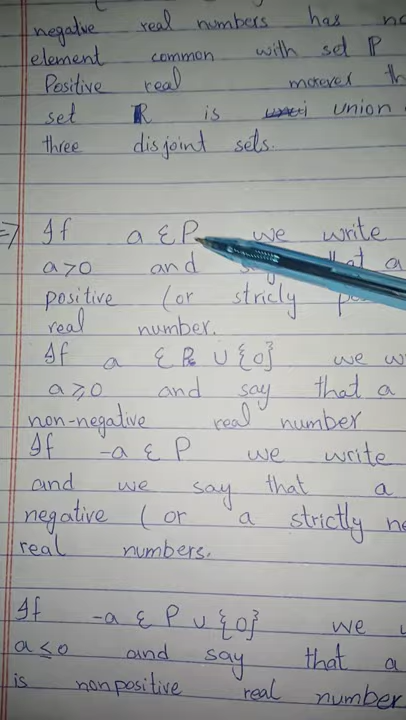 negative real numbers has no
element common with set P
Positive real morever th
set R is union
three disjoint sets.
=> If a ε P we write
a>0 and that a
positive (or stricly
real number.
If a ε P ∪ {0} we w
a ≥ 0 and say that a
non-negative real number
If -a ε P we write
and we say that a
negative (or a strictly ne
real numbers.
If -a ε P ∪ {0} we
a ≤ 0 and say that a
is nonpositive real number